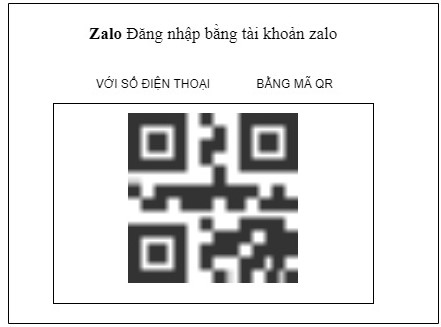 Zalo Đăng nhập bằng tài khoản zalo
VỚI SỐ ĐIỆN THOẠI BẰNG MÃ QR